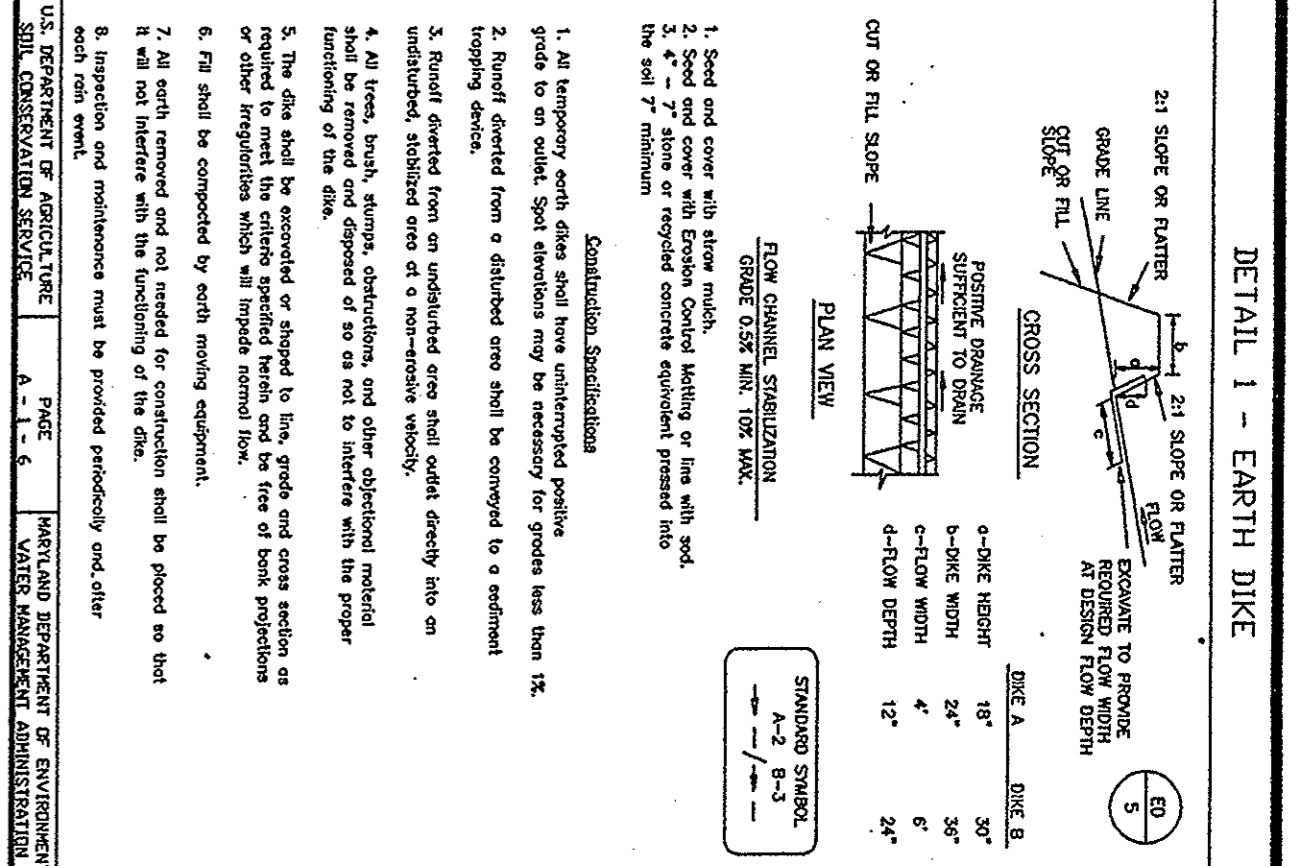 DETAIL 1 - EARTH DIKE
2:1 SLOPE OR FLATTER
2:1 SLOPE OR FLATTER
b
a
d
c
GRADE LINE
CUT OR FILL
SLOPE
FLOW
EXCAVATE TO PROVIDE
REQUIRED FLOW WIDTH
AT DESIGN FLOW DEPTH
EO
5
CROSS SECTION
DIKE A DIKE B
a-DIKE HEIGHT 18" 30"
b-DIKE WIDTH 24" 36"
c-FLOW WIDTH 4' 6'
d-FLOW DEPTH 12" 24"
POSITIVE DRAINAGE
SUFFICIENT TO DRAIN
CUT OR FILL SLOPE
PLAN VIEW
STANDARD SYMBOL
A-2 B-3
FLOW CHANNEL STABILIZATION
GRADE 0.5% MIN. 10% MAX.
1. Seed and cover with straw mulch.
2. Seed and cover with Erosion Control Matting or line with sod.
3. 4" - 7" stone or recycled concrete equivalent pressed into
the soil 7" minimum
Construction Specifications
1. All temporary earth dikes shall have uninterrupted positive
grade to an outlet. Spot elevations may be necessary for grades less than 1%.
2. Runoff diverted from a disturbed area shall be conveyed to a sediment
trapping device.
3. Runoff diverted from an undisturbed area shall outlet directly into an
undisturbed, stabilized area at a non-erosive velocity.
4. All trees, brush, stumps, obstructions, and other objectional material
shall be removed and disposed of so as not to interfere with the proper
functioning of the dike.
5. The dike shall be excavated or shaped to line, grade and cross section as
required to meet the criteria specified herein and be free of bank projections
or other irregularities which will impede normal flow.
6. Fill shall be compacted by earth moving equipment.
7. All earth removed and not needed for construction shall be placed so that
it will not interfere with the functioning of the dike.
8. Inspection and maintenance must be provided periodically and after
each rain event.
U.S. DEPARTMENT OF AGRICULTURE
SOIL CONSERVATION SERVICE
PAGE
A - 1 - 6
MARYLAND DEPARTMENT OF ENVIRONMENT
WATER MANAGEMENT ADMINISTRATION